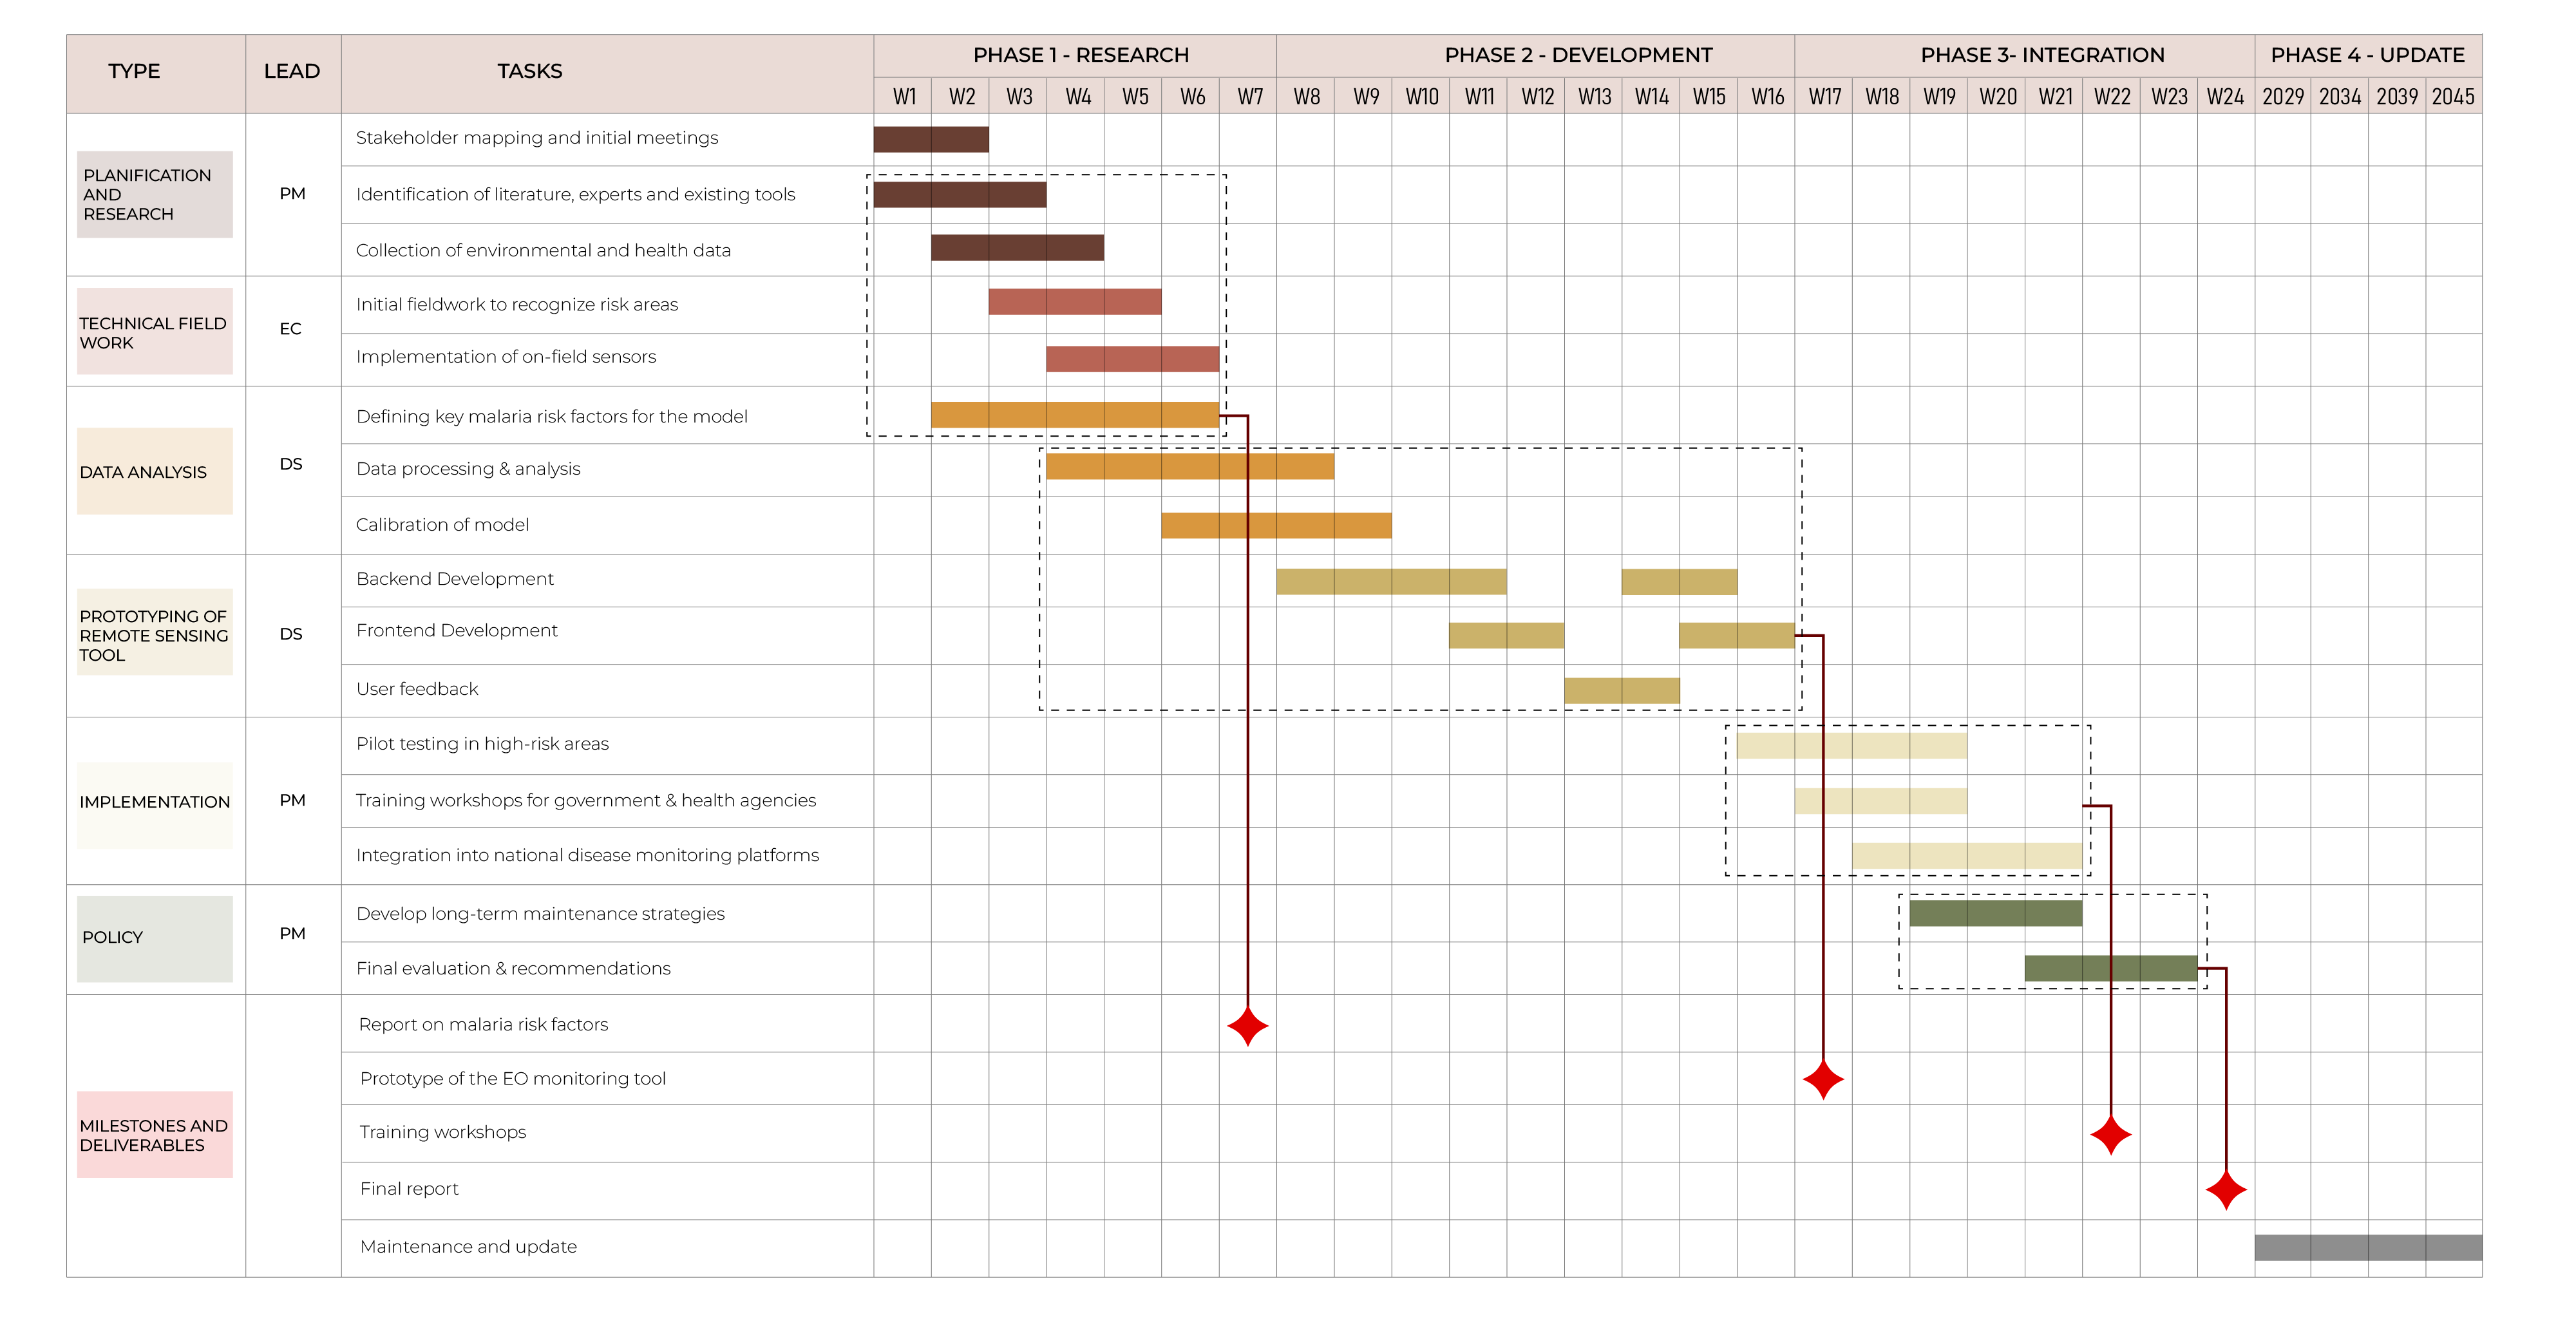 TYPE
LEAD
TASKS
PHASE 1 - RESEARCH
PHASE 2 - DEVELOPMENT
PHASE 3- INTEGRATION
PHASE 4 - UPDATE
W1 W2 W3 W4 W5 W6 W7 W8 W9 W10 W11 W12 W13 W14 W15 W16 W17 W18 W19 W20 W21 W22 W23 W24 2029 2034 2039 2045
PLANIFICATION
AND
RESEARCH
PM
Stakeholder mapping and initial meetings
Identification of literature, experts and existing tools
Collection of environmental and health data
TECHNICAL FIELD
WORK
EC
Initial fieldwork to recognize risk areas
Implementation of on-field sensors
DATA ANALYSIS
DS
Defining key malaria risk factors for the model
Data processing & analysis
Calibration of model
PROTOTYPING OF
REMOTE SENSING
TOOL
DS
Backend Development
Frontend Development
User feedback
IMPLEMENTATION
PM
Pilot testing in high-risk areas
Training workshops for government & health agencies
Integration into national disease monitoring platforms
POLICY
PM
Develop long-term maintenance strategies
Final evaluation & recommendations
MILESTONES AND
DELIVERABLES
Report on malaria risk factors
Prototype of the EO monitoring tool
Training workshops
Final report
Maintenance and update